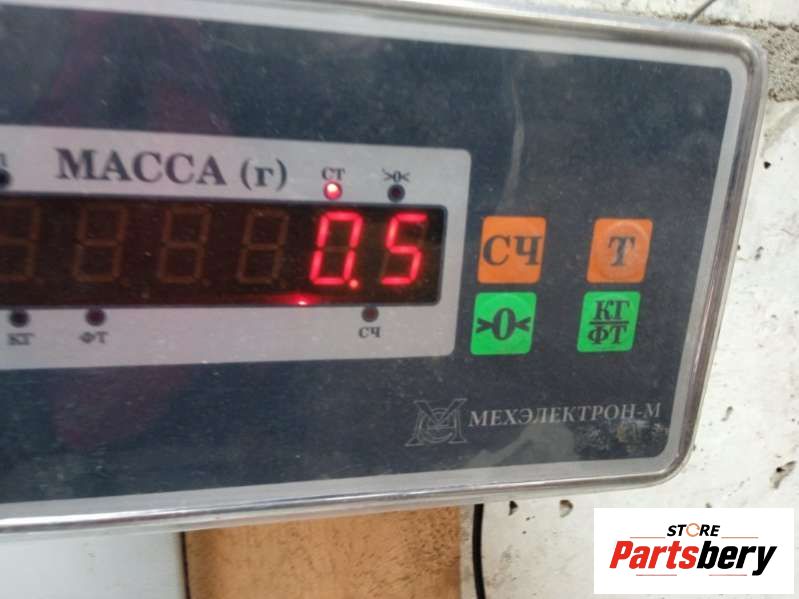 МАССА (г)
СТ
>0<
0.5
КГ
ФТ
СЧ
СЧ
Т
>0<
КГ
ФТ
МЕХЭЛЕКТРОН-М
STORE
Partsbery